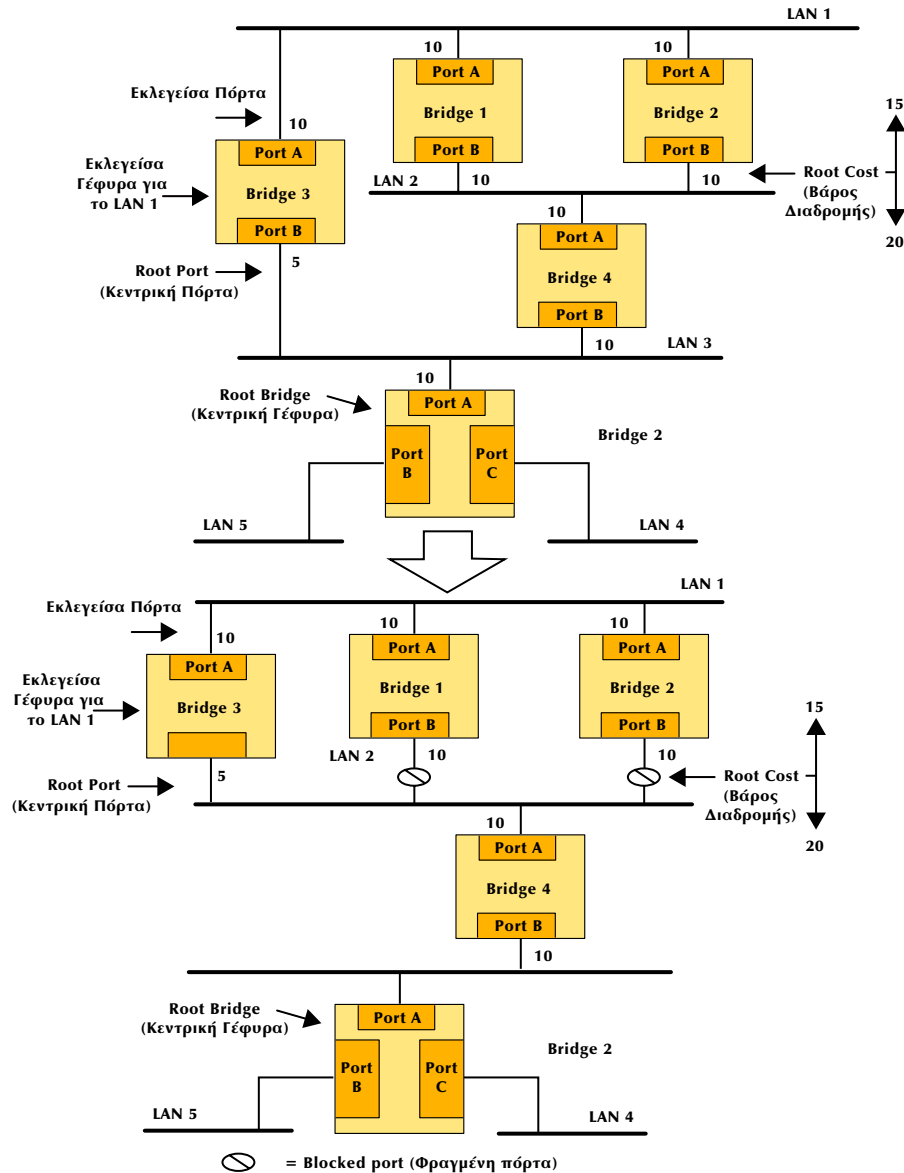 LAN 1
10
10
Port A
Port A
Εκλεγείσα Πόρτα
Bridge 1
Bridge 2
15
10
Port A
Port B
Port B
Εκλεγείσα
Γέφυρα για
το LAN 1
Bridge 3
LAN 2
10
10
Root Cost
(Βάρος
Διαδρομής)
10
Port B
Port A
20
5
Root Port
(Κεντρική Πόρτα)
Bridge 4
Port B
10
LAN 3
10
Root Bridge
(Κεντρική Γέφυρα)
Port A
Bridge 2
Port
B
Port
C
LAN 5
LAN 4
LAN 1
Εκλεγείσα Πόρτα
10
10
10
Port A
Port A
Port A
Εκλεγείσα
Γέφυρα για
το LAN 1
Bridge 3
Bridge 1
Bridge 2
15
Port B
Port B
LAN 2
10
10
5
Root Port
(Κεντρική Πόρτα)
Root Cost
(Βάρος
Διαδρομής)
10
20
Port A
Bridge 4
Port B
10
Root Bridge
(Κεντρική Γέφυρα)
Port A
Bridge 2
Port
B
Port
C
LAN 5
LAN 4
= Blocked port (Φραγμένη πόρτα)